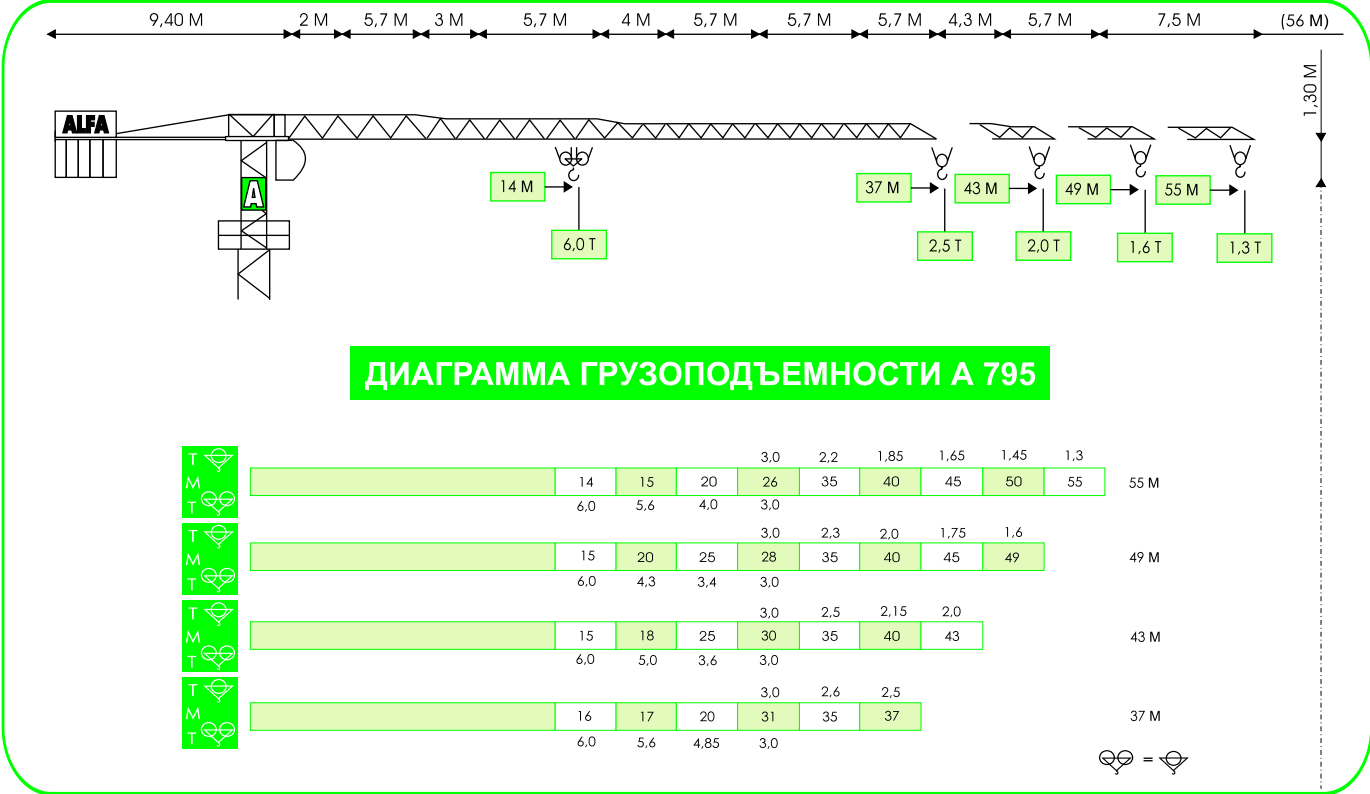 9,40 М 2 М 5,7 М 3 М 5,7 М 4 М 5,7 М 5,7 М 5,7 М 4,3 М 5,7 М 7,5 М (56 М)
1,30 М
ALFA
A
14 М 37 М 43 М 49 М 55 М
6,0 Т 2,5 Т 2,0 Т 1,6 Т 1,3 Т
ДИАГРАММА ГРУЗОПОДЪЕМНОСТИ А 795
Т 3,0 2,2 1,85 1,65 1,45 1,3
М 14 15 20 26 35 40 45 50 55 55 М
Т 6,0 5,6 4,0 3,0
Т 3,0 2,3 2,0 1,75 1,6
М 15 20 25 28 35 40 45 49 49 М
Т 6,0 4,3 3,4 3,0
Т 3,0 2,5 2,15 2,0
М 15 18 25 30 35 40 43 43 М
Т 6,0 5,0 3,6 3,0
Т 3,0 2,6 2,5
М 16 17 20 31 35 37 37 М
Т 6,0 5,6 4,85 3,0
=